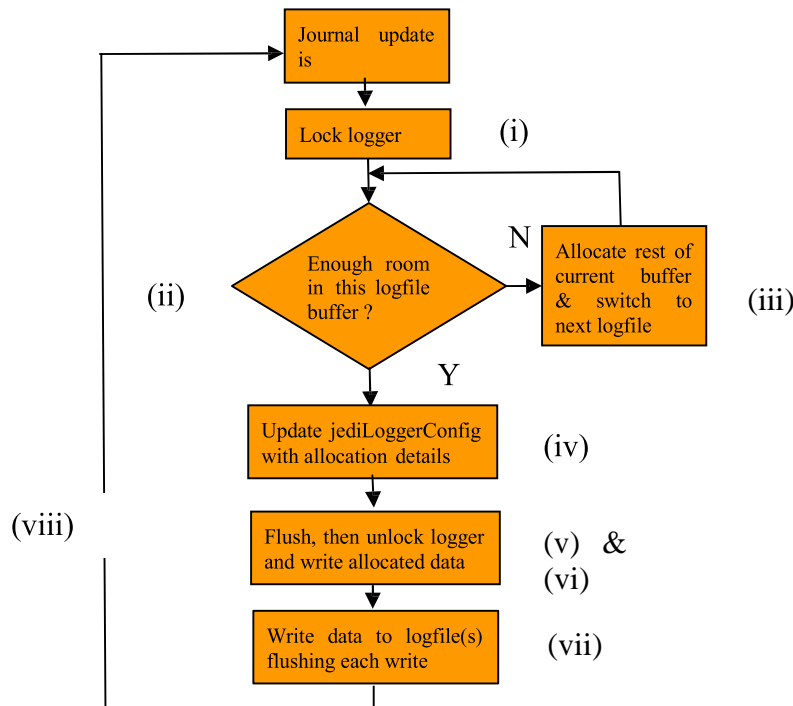 Journal update
is
Lock logger
(i)
N
Enough room
in this logfile
buffer ?
(ii)
Allocate rest of
current buffer
& switch to
next logfile
(iii)
Y
Update jediLoggerConfig
with allocation details
(iv)
(viii)
Flush, then unlock logger
and write allocated data
(v) &
(vi)
Write data to logfile(s)
flushing each write
(vii)